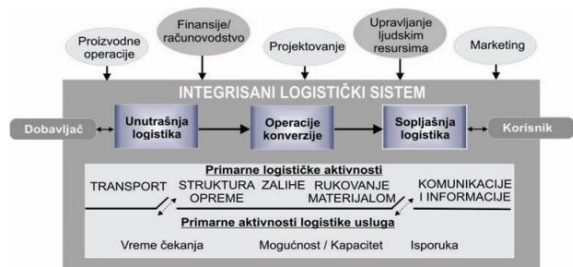 Finansije/
računovodstvo
Upravljanje
ljudskim
resursima
Proizvodne
operacije
Projektovanje
Marketing
INTEGRISANI LOGISTIČKI SISTEM
Dobavljač
Unutrašnja
logistika
Operacije
konverzije
Sopljašnja
logistika
Korisnik
Primarne logističke aktivnosti
TRANSPORT
STRUKTURA
OPREME
ZALIHE
RUKOVANJE
MATERIJALOM
KOMUNIKACIJE
I INFORMACIJE
Primarne aktivnosti logistike usluga
Vreme čekanja
Mogućnost / Kapacitet
Isporuka